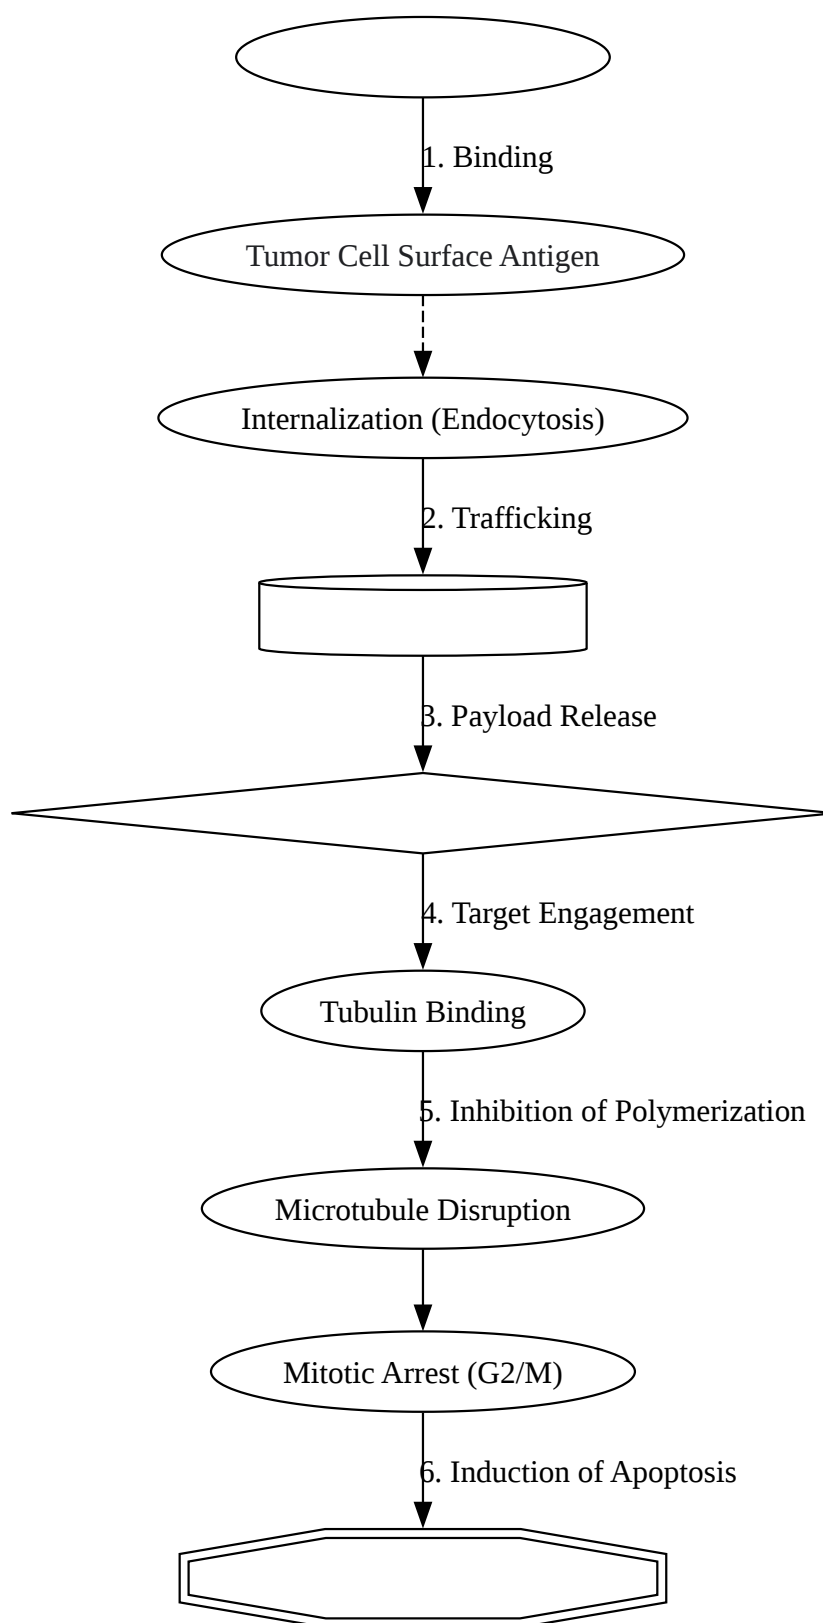 1. Binding
Tumor Cell Surface Antigen
Internalization (Endocytosis)
2. Trafficking
3. Payload Release
4. Target Engagement
Tubulin Binding
5. Inhibition of Polymerization
Microtubule Disruption
Mitotic Arrest (G2/M)
6. Induction of Apoptosis